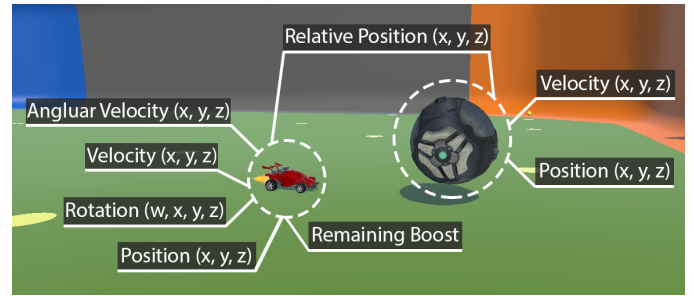 Relative Position (x, y, z)
Velocity (x, y, z)
Angluar Velocity (x, y, z)
Velocity (x, y, z)
Position (x, y, z)
Rotation (w, x, y, z)
Remaining Boost
Position (x, y, z)